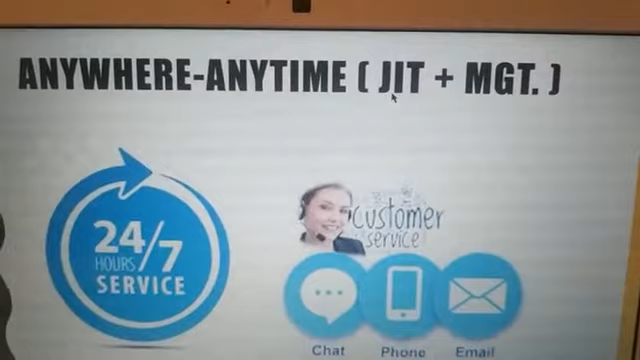 ANYWHERE-ANYTIME ( JIT + MGT. )
24/7
HOURS
SERVICE
customer
service
Chat
Phone
Email